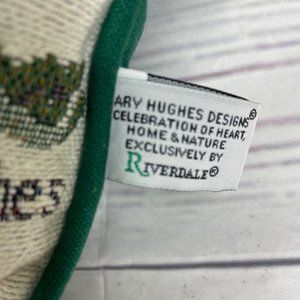 ARY HUGHES DESIGNS©
CELEBRATION OF HEART,
HOME & NATURE
EXCLUSIVELY BY
RIVERDALE®